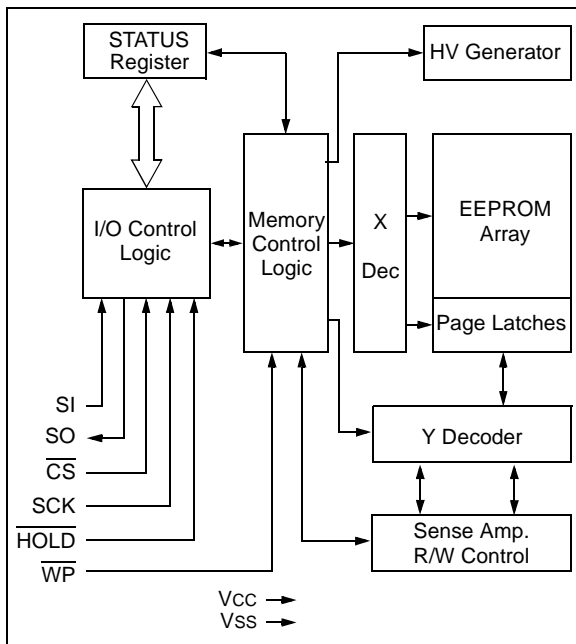 STATUS
Register
HV Generator
I/O Control
Logic
Memory
Control
Logic
X
Dec
EEPROM
Array
Page Latches
SI
SO
CS
SCK
HOLD
WP
Y Decoder
Sense Amp.
R/W Control
VCC
VSS